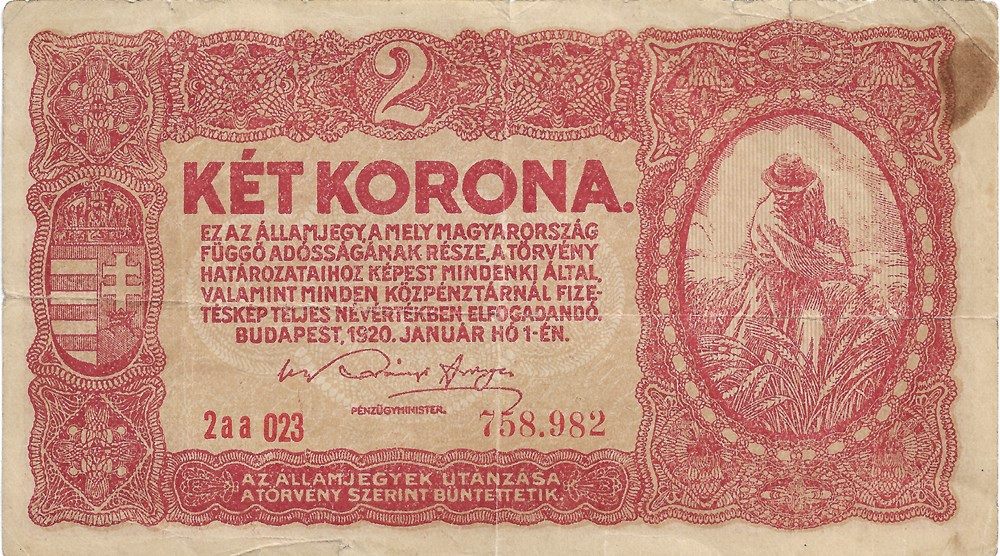 2
KÉT KORONA.
EZ AZ ÁLLAMJEGY, AMELY MAGYARORSZÁG
FÜGGŐ ADÓSSÁGÁNAK RÉSZE, A TÖRVÉNY
HATÁROZATAIHOZ KÉPEST MINDENKI ÁLTAL,
VALAMINT MINDEN KÖZPÉNZTÁRNÁL FIZE-
TÉSKÉP TELJES NÉVÉRTÉKBEN ELFOGADANDÓ.
BUDAPEST, 1920. JANUÁR HÓ 1-ÉN.
PÉNZÜGYMINISTER.
2aa 023
758.982
AZ ÁLLAMJEGYEK UTÁNZÁSA
A TÖRVÉNY SZERINT BÜNTETTETIK.